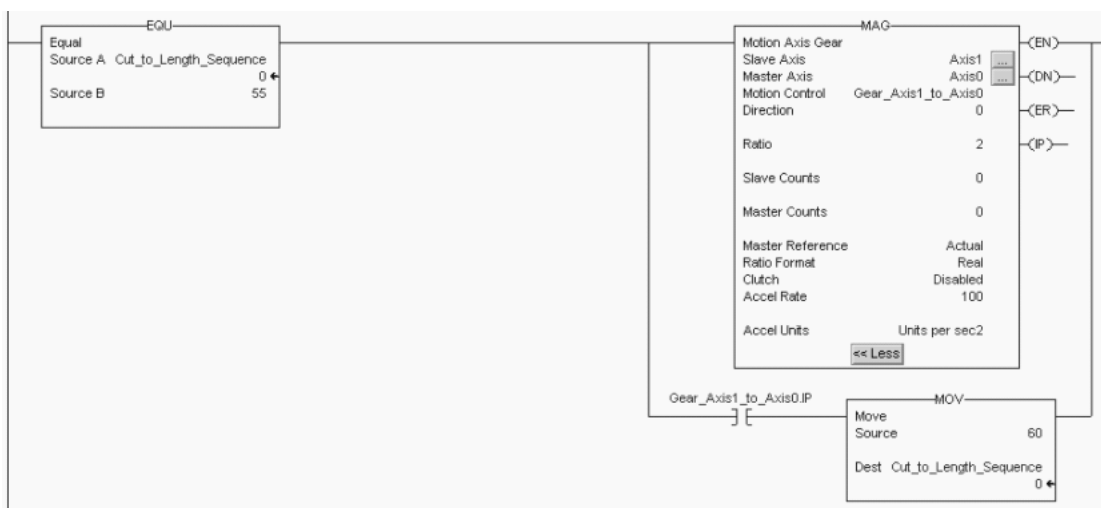 EQU
Equal
Source A Cut_to_Length_Sequence
0
Source B 55
MAG
Motion Axis Gear
Slave Axis Axis1 ...
Master Axis Axis0 ...
Motion Control Gear_Axis1_to_Axis0
Direction 0
Ratio 2
Slave Counts 0
Master Counts 0
Master Reference Actual
Ratio Format Real
Clutch Disabled
Accel Rate 100
Accel Units Units per sec2
<< Less
(EN)
(DN)
(ER)
(IP)
Gear_Axis1_to_Axis0.IP
MOV
Move
Source 60
Dest Cut_to_Length_Sequence
0